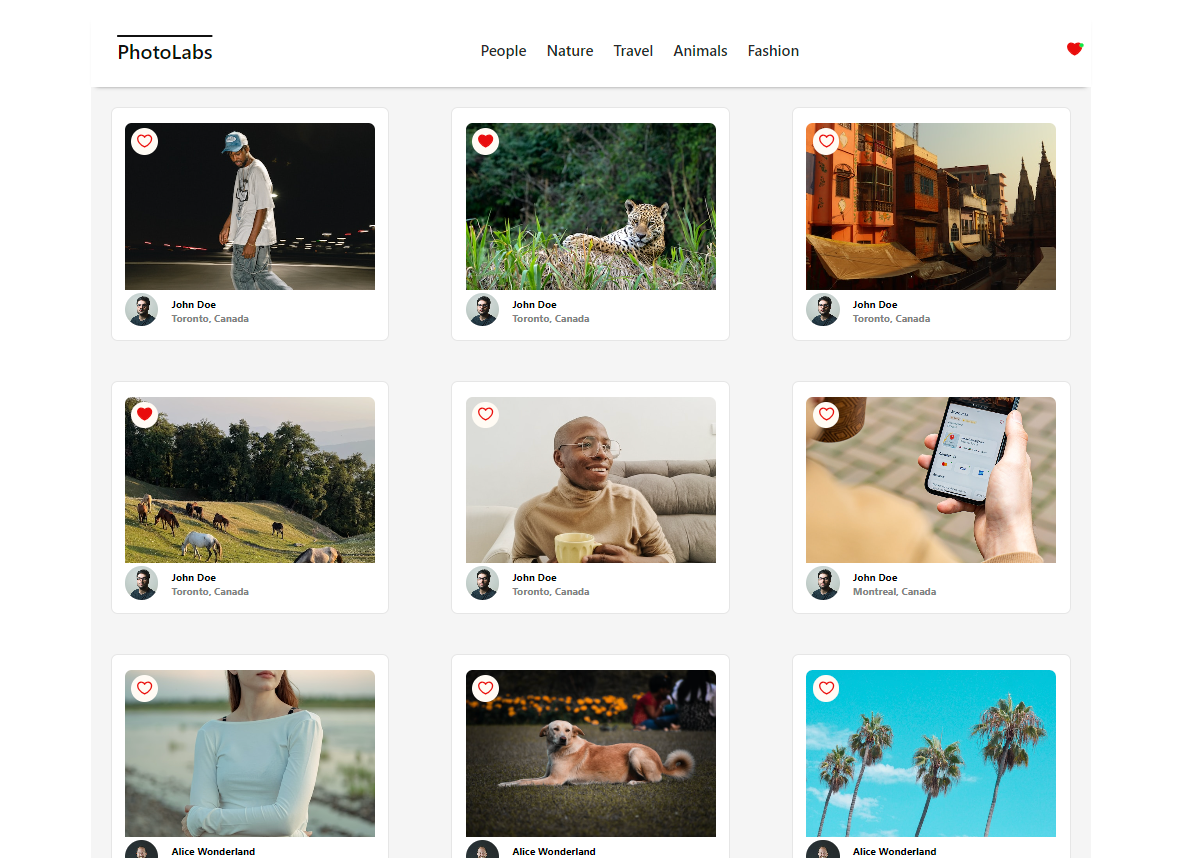 PhotoLabs
People Nature Travel Animals Fashion
John Doe
Toronto, Canada
John Doe
Toronto, Canada
John Doe
Toronto, Canada
John Doe
Toronto, Canada
John Doe
Toronto, Canada
John Doe
Montreal, Canada
Alice Wonderland
Alice Wonderland
Alice Wonderland